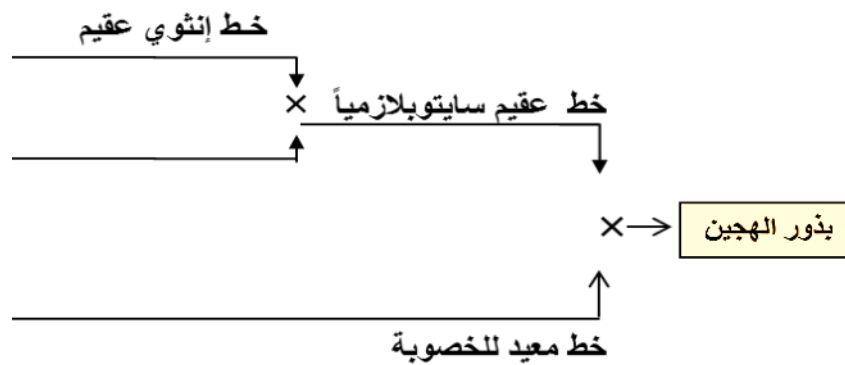 خط إنثوي عقيم
خط عقيم سايتوبلازمياً
بذور الهجين
خط معيد للخصوبة